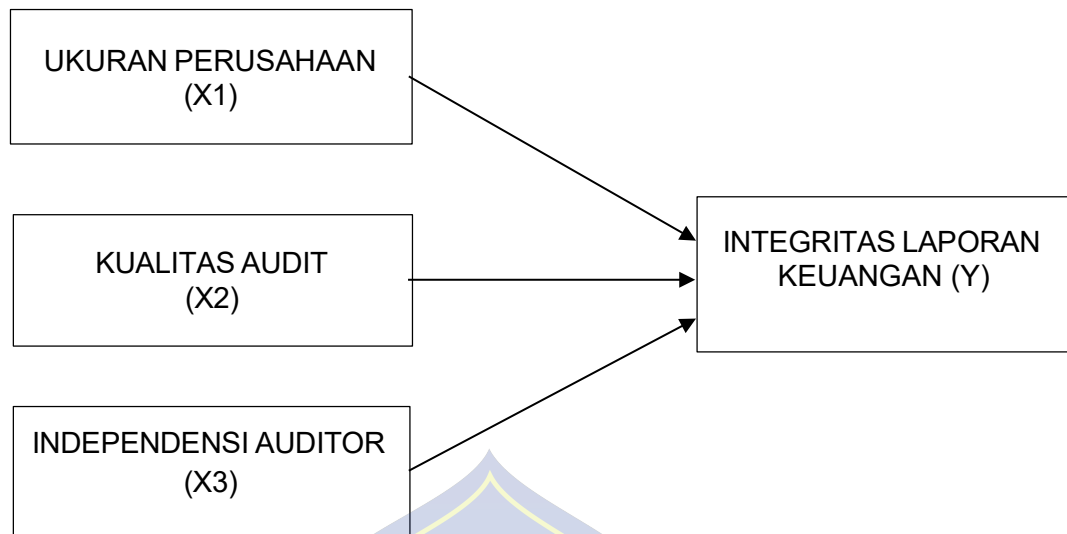 UKURAN PERUSAHAAN
(X1)
KUALITAS AUDIT
(X2)
INDEPENDENSI AUDITOR
(X3)
INTEGRITAS LAPORAN
KEUANGAN (Y)